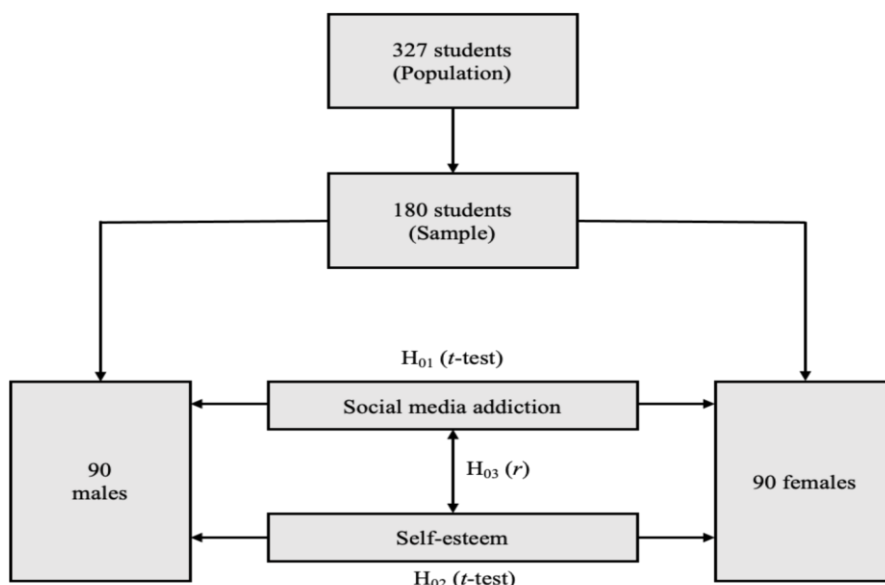 327 students
(Population)
180 students
(Sample)
H₀₁ (t-test)
Social media addiction
90
males
H₀₃ (r)
90 females
Self-esteem
H₀₂ (t-test)